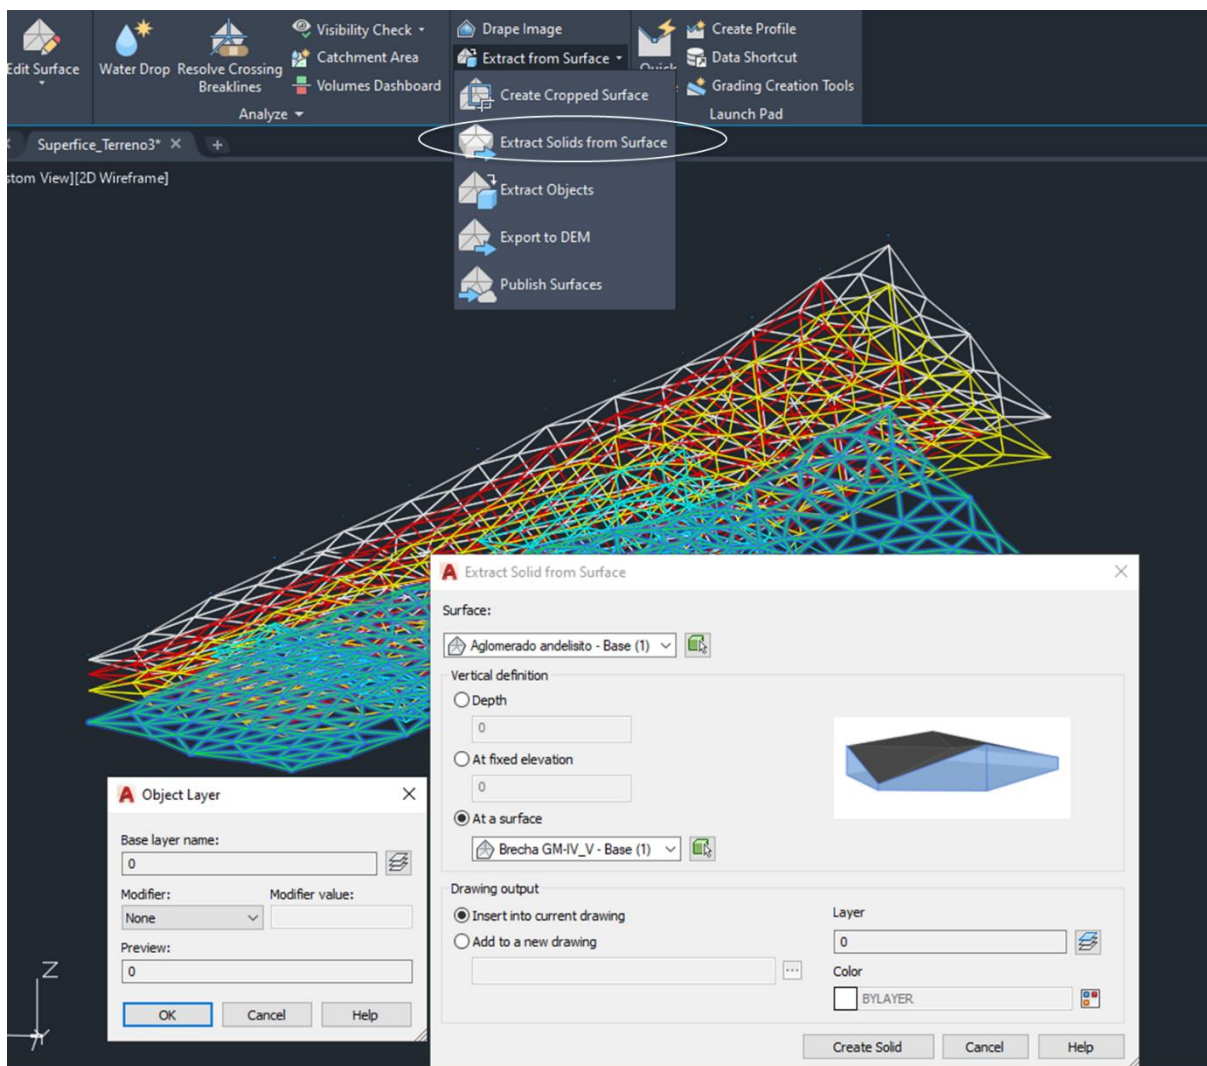 Visibility Check
Drape Image
Create Profile
Catchment Area
Extract from Surface
Data Shortcut
Edit Surface
Water Drop
Resolve Crossing
Breaklines
Volumes Dashboard
Create Cropped Surface
Grading Creation Tools
Analyze
Launch Pad
Superfice_Terreno3*
Extract Solids from Surface
stom View][2D Wireframe]
Extract Objects
Export to DEM
Publish Surfaces
Extract Solid from Surface
Surface:
Aglomerado andelisito - Base (1)
Vertical definition
Depth
0
At fixed elevation
0
At a surface
Brecha GM-IV_V - Base (1)
Drawing output
Insert into current drawing
Add to a new drawing
Layer
0
Color
BYLAYER
Create Solid
Cancel
Help
Object Layer
Base layer name:
0
Modifier:
Modifier value:
None
Preview:
0
OK
Cancel
Help
Z